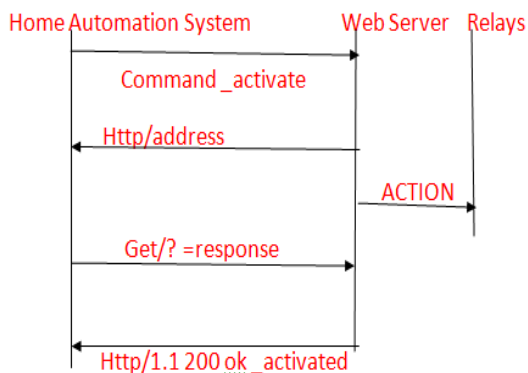 Home Automation System Web Server Relays
Command _activate
Http/address
ACTION
Get/? =response
Http/1.1 200 ok _activated